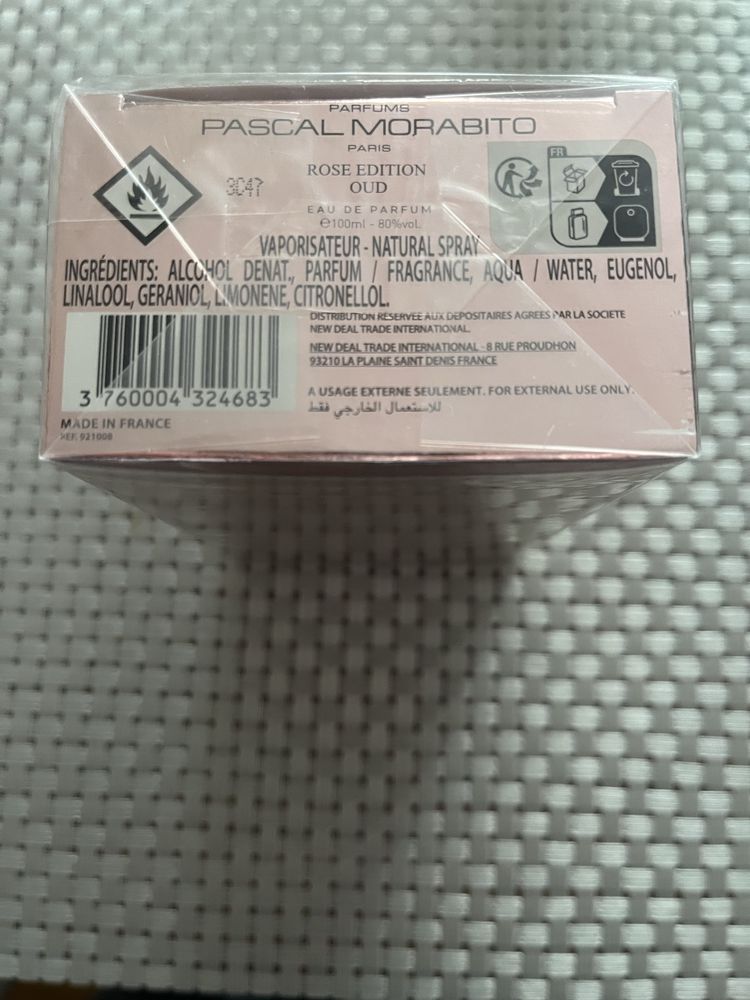 PARFUMS
PASCAL MORABITO
PARIS
ROSE EDITION
OUD
3C47
FR
EAU DE PARFUM
℮100ml - 80%vol.
VAPORISATEUR - NATURAL SPRAY
INGRÉDIENTS: ALCOHOL DENAT., PARFUM / FRAGRANCE, AQUA / WATER, EUGENOL,
LINALOOL, GERANIOL, LIMONENE, CITRONELLOL.
DISTRIBUTION RESERVEE AUX DEPOSITAIRES AGREES PAR LA SOCIETE
NEW DEAL TRADE INTERNATIONAL.
NEW DEAL TRADE INTERNATIONAL - 8 RUE PROUDHON
93210 LA PLAINE SAINT DENIS FRANCE
3 760004 324683
A USAGE EXTERNE SEULEMENT. FOR EXTERNAL USE ONLY.
للاستعمال الخارجي فقط
MADE IN FRANCE
REF. 921008